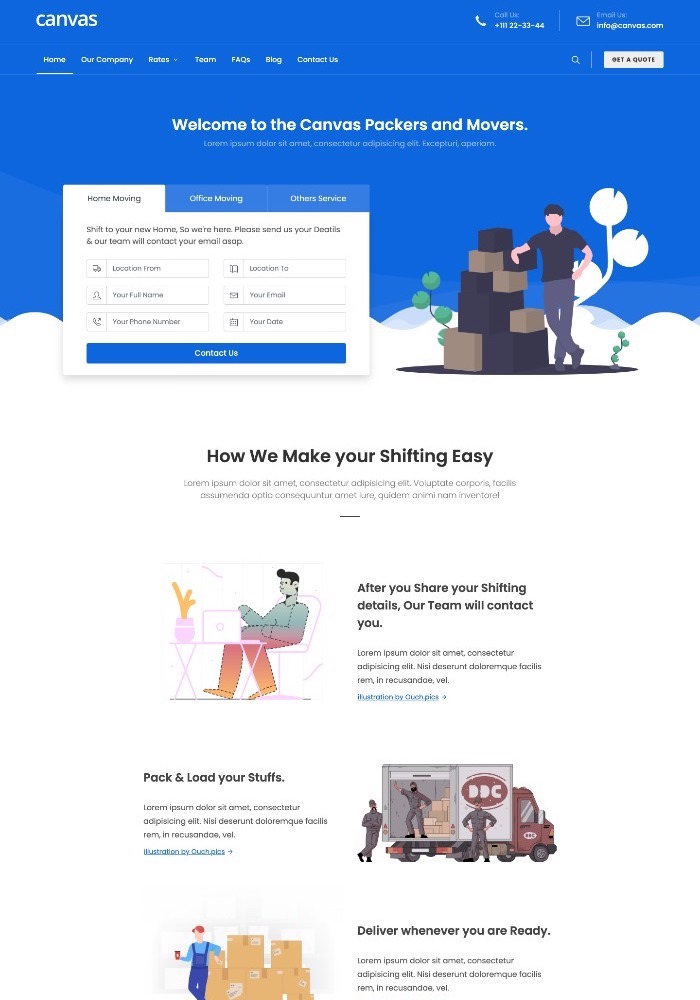 canvas
Call Us:
+111 22-33-44
Email Us:
info@canvas.com
Home Our Company Rates Team FAQs Blog Contact Us
GET A QUOTE
Welcome to the Canvas Packers and Movers.
Lorem ipsum dolor sit amet, consectetur adipisicing elit. Excepturi, aperiam.
Home Moving Office Moving Others Service
Shift to your new Home, So we're here. Please send us your Deatils
& our team will contact your email asap.
Location From Location To
Your Full Name Your Email
Your Phone Number Your Date
Contact Us
How We Make your Shifting Easy
Lorem ipsum dolor sit amet, consectetur adipisicing elit. Voluptate corporis, facilis
assumenda optio consequuntur amet iure, quidem animi nam inventore!
After you Share your Shifting
details, Our Team will contact
you.
Lorem ipsum dolor sit amet, consectetur
adipisicing elit. Nisi deserunt doloremque facilis
rem, in recusandae, vel.
illustration by Ouch.pics →
Pack & Load your Stuffs.
Lorem ipsum dolor sit amet, consectetur
adipisicing elit. Nisi deserunt doloremque facilis
rem, in recusandae, vel.
illustration by Ouch.pics →
DDC
Deliver whenever you are Ready.
Lorem ipsum dolor sit amet, consectetur
adipisicing elit. Nisi deserunt doloremque facilis
rem, in recusandae, vel.